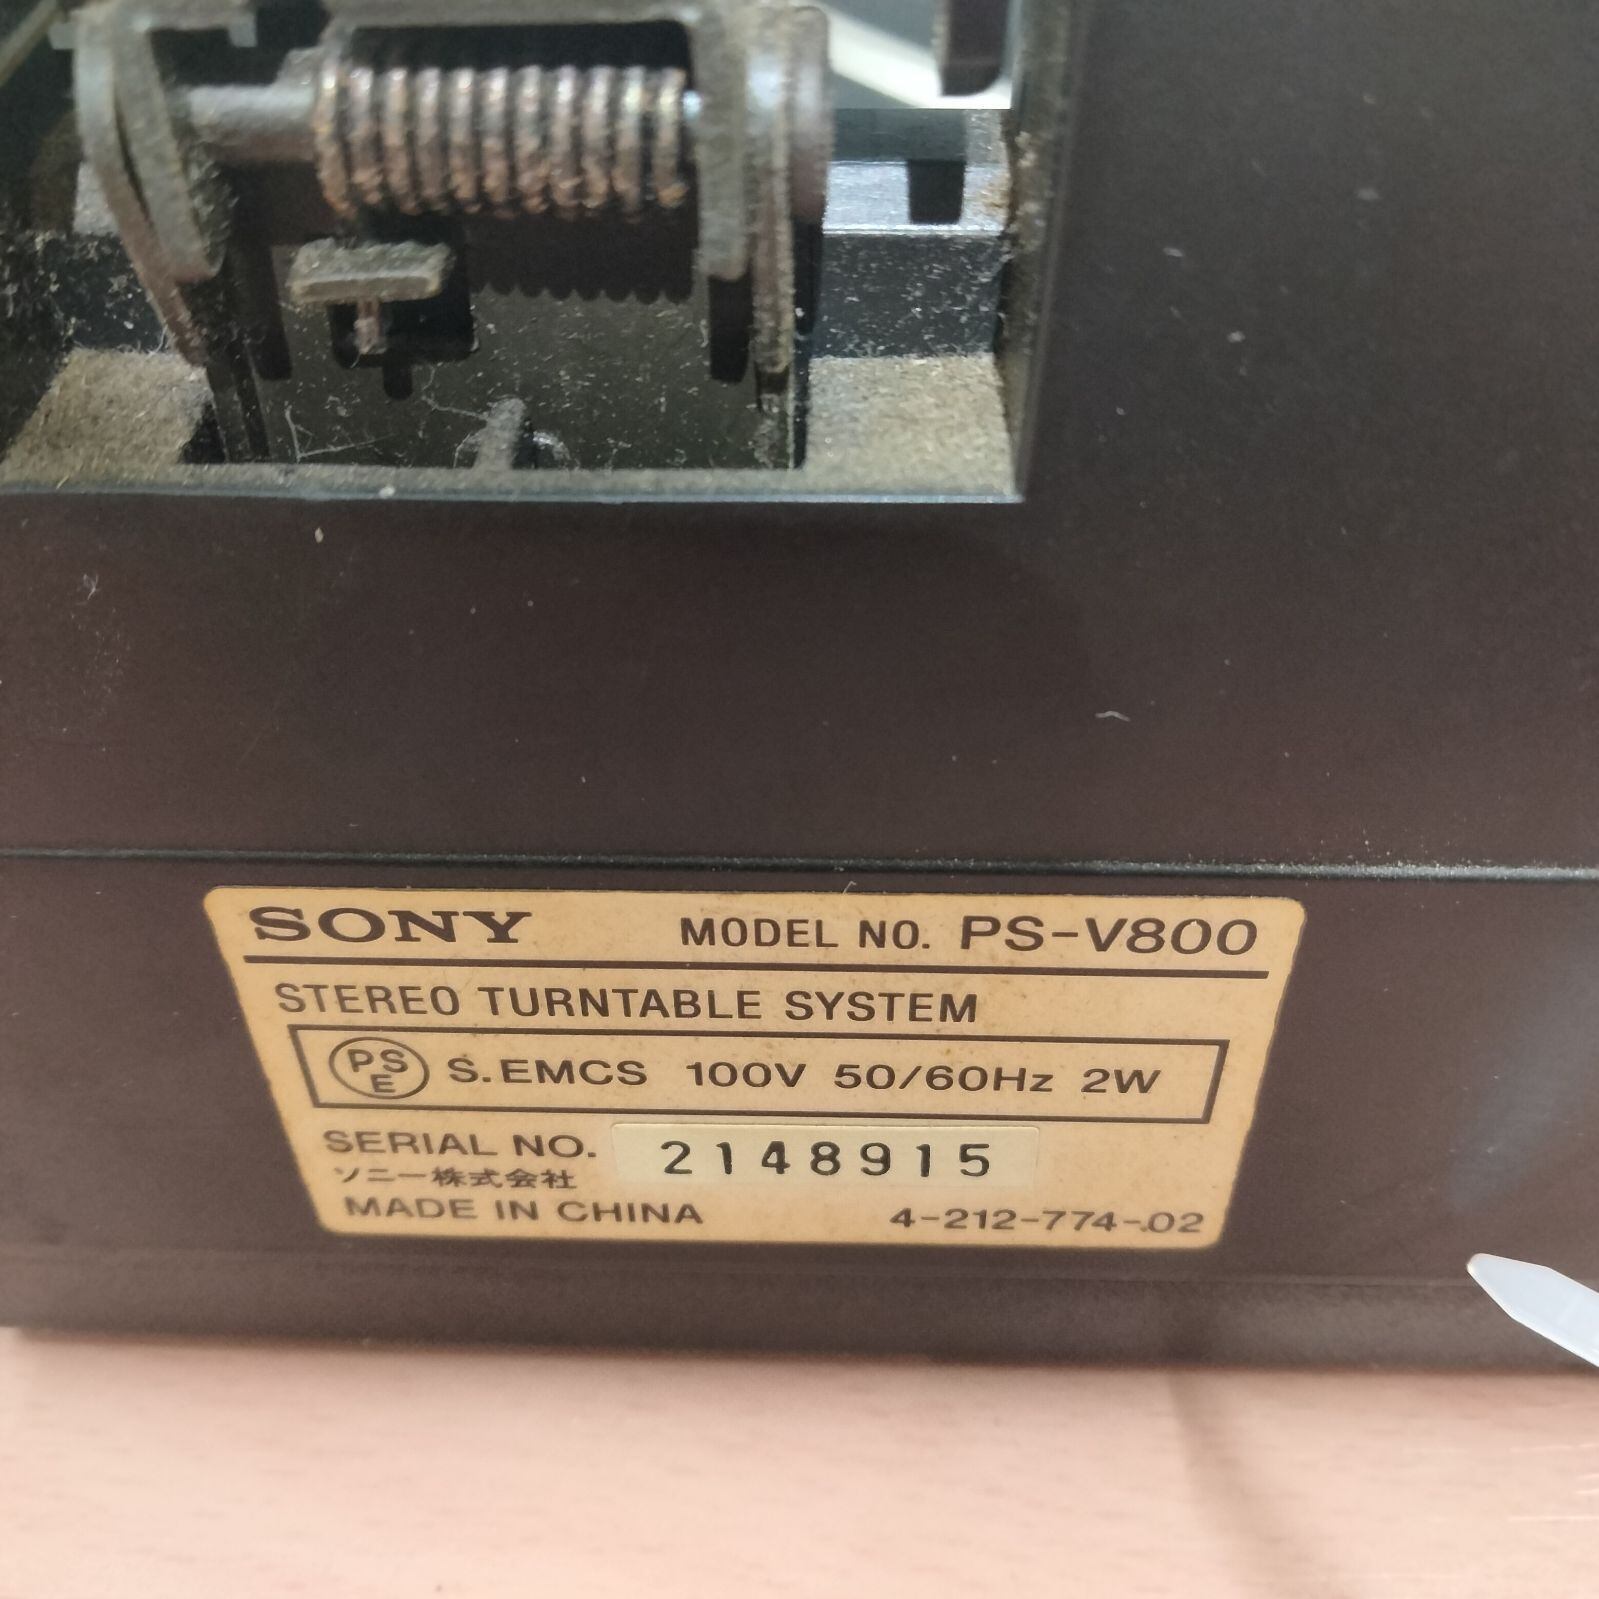 SONY MODEL NO. PS-V800
STEREO TURNTABLE SYSTEM
PSE S.EMCS 100V 50/60Hz 2W
SERIAL NO. 2148915
ソニー株式会社
MADE IN CHINA 4-212-774-.02